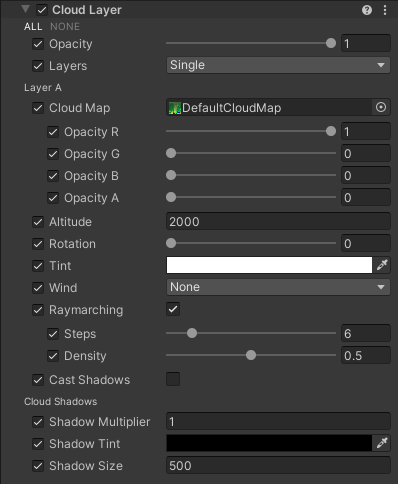 Cloud Layer
ALL NONE
Opacity 1
Layers Single
Layer A
Cloud Map DefaultCloudMap
Opacity R 1
Opacity G 0
Opacity B 0
Opacity A 0
Altitude 2000
Rotation 0
Tint
Wind None
Raymarching
Steps 6
Density 0.5
Cast Shadows
Cloud Shadows
Shadow Multiplier 1
Shadow Tint
Shadow Size 500